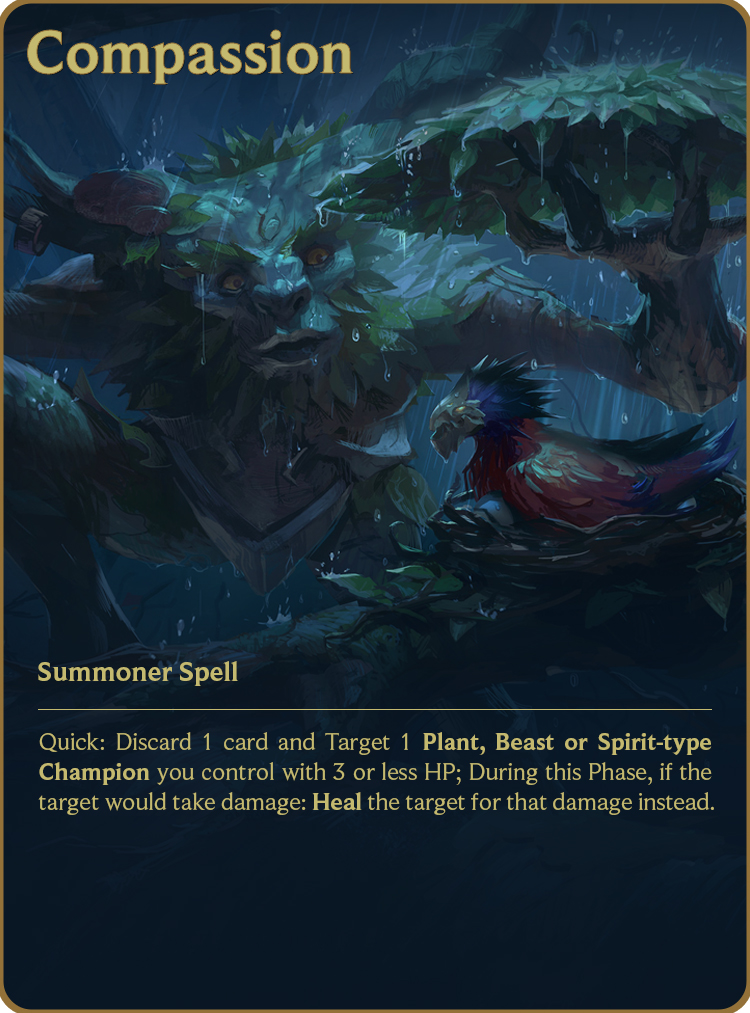 Compassion
Summoner Spell
Quick: Discard 1 card and Target 1 Plant, Beast or Spirit-type
Champion you control with 3 or less HP; During this Phase, if the
target would take damage: Heal the target for that damage instead.